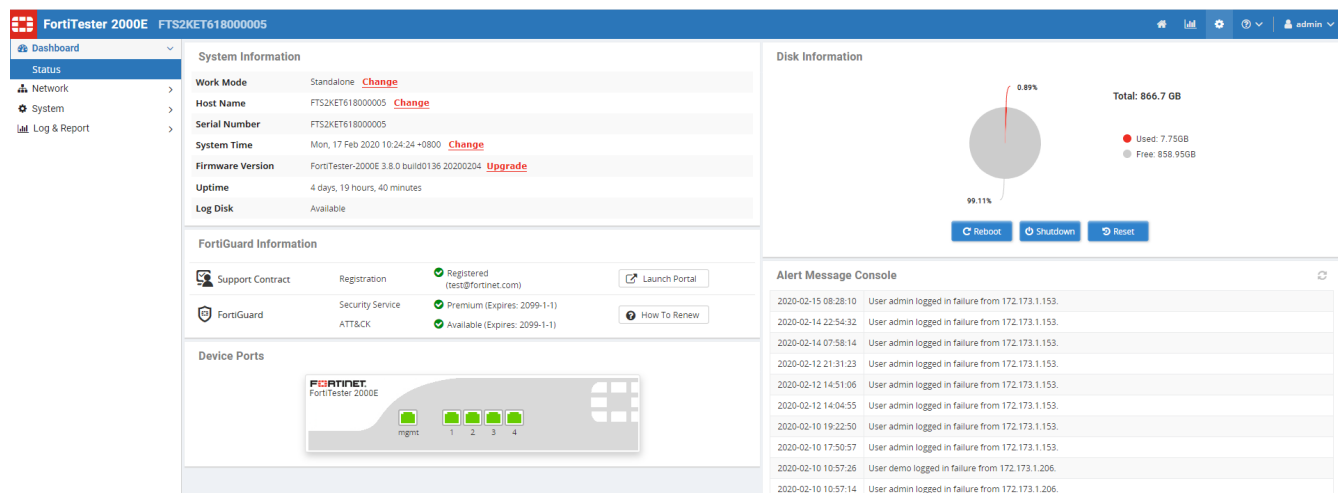 FortiTester 2000E FTS2KET618000005
admin
Dashboard
Status
Network
System
Log & Report
System Information
Work Mode Standalone Change
Host Name FTS2KET618000005 Change
Serial Number FTS2KET618000005
System Time Mon, 17 Feb 2020 10:24:24 +0800 Change
Firmware Version FortiTester-2000E 3.8.0 build0136 20200204 Upgrade
Uptime 4 days, 19 hours, 40 minutes
Log Disk Available
FortiGuard Information
Support Contract Registration Registered
(test@fortinet.com)
Launch Portal
FortiGuard
Security Service Premium (Expires: 2099-1-1)
ATT&CK Available (Expires: 2099-1-1)
How To Renew
Device Ports
FORTINET.
FortiTester 2000E
mgmt 1 2 3 4
Disk Information
0.89%
Total: 866.7 GB
Used: 7.75GB
Free: 858.95GB
99.11%
Reboot Shutdown Reset
Alert Message Console
2020-02-15 08:28:10 User admin logged in failure from 172.173.1.153.
2020-02-14 22:54:32 User admin logged in failure from 172.173.1.153.
2020-02-14 07:58:14 User admin logged in failure from 172.173.1.153.
2020-02-12 21:31:23 User admin logged in failure from 172.173.1.153.
2020-02-12 14:51:06 User admin logged in failure from 172.173.1.153.
2020-02-12 14:04:55 User admin logged in failure from 172.173.1.153.
2020-02-10 19:22:50 User admin logged in failure from 172.173.1.153.
2020-02-10 17:50:57 User admin logged in failure from 172.173.1.153.
2020-02-10 10:57:26 User demo logged in failure from 172.173.1.206.
2020-02-10 10:57:14 User admin logged in failure from 172.173.1.206.